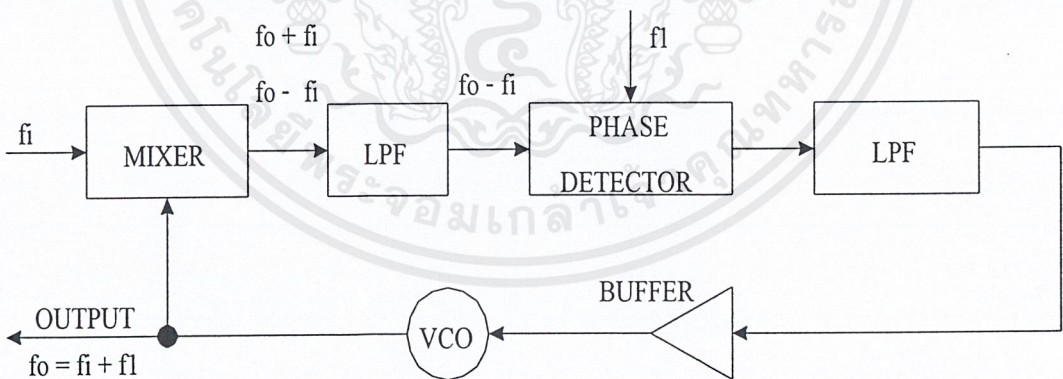 fo + fi
f1
fo - fi
fo - fi
fi
MIXER
LPF
PHASE
DETECTOR
LPF
BUFFER
VCO
OUTPUT
fo = fi + f1